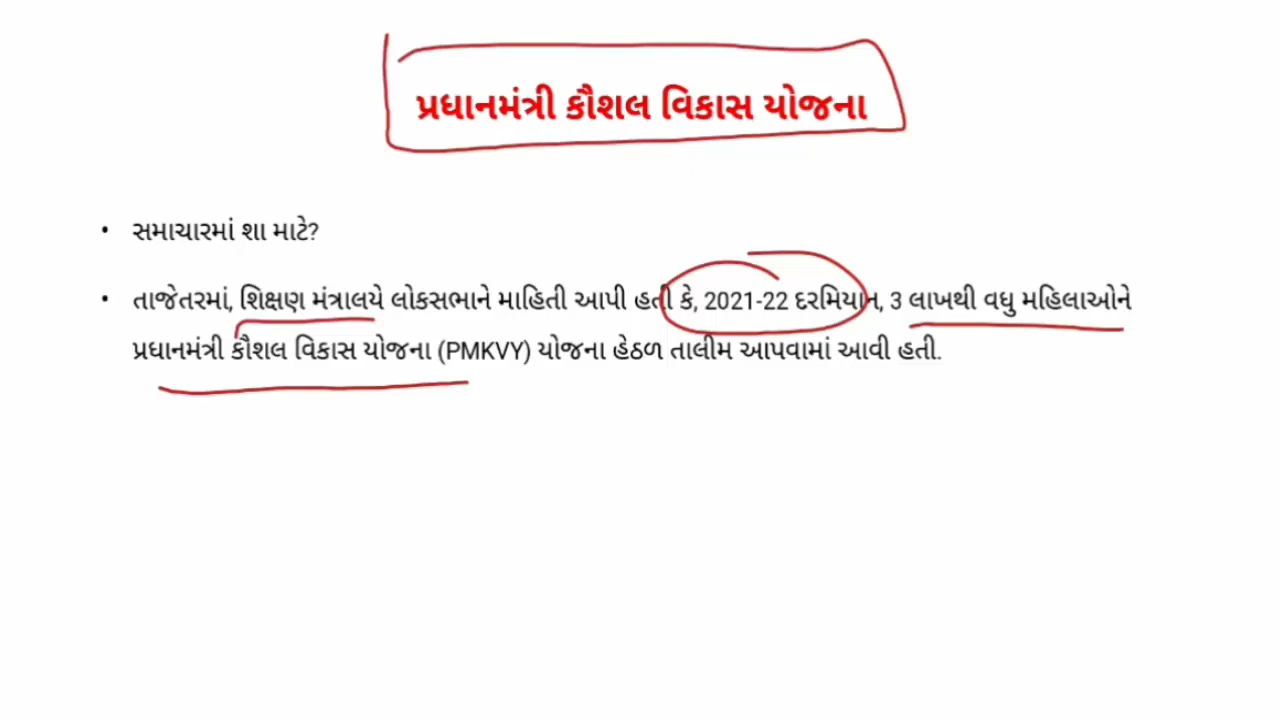 પ્રધાનમંત્રી કૌશલ વિકાસ યોજના
• સમાચારમાં શા માટે?
• તાજેતરમાં, શિક્ષણ મંત્રાલયે લોકસભાને માહિતી આપી હતી કે, 2021-22 દરમિયાન, 3 લાખથી વધુ મહિલાઓને
પ્રધાનમંત્રી કૌશલ વિકાસ યોજના (PMKVY) યોજના હેઠળ તાલીમ આપવામાં આવી હતી.